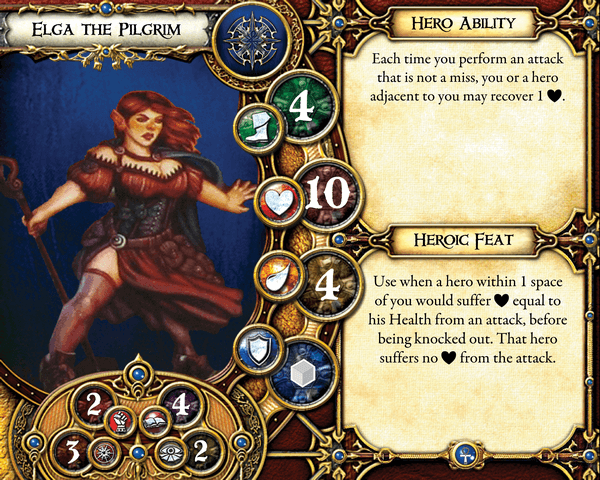 Elga the Pilgrim
4
10
4
2
4
3
2
Hero Ability
Each time you perform an attack
that is not a miss, you or a hero
adjacent to you may recover 1 ♥.
Heroic Feat
Use when a hero within 1 space
of you would suffer ♥ equal to
his Health from an attack, before
being knocked out. That hero
suffers no ♥ from the attack.